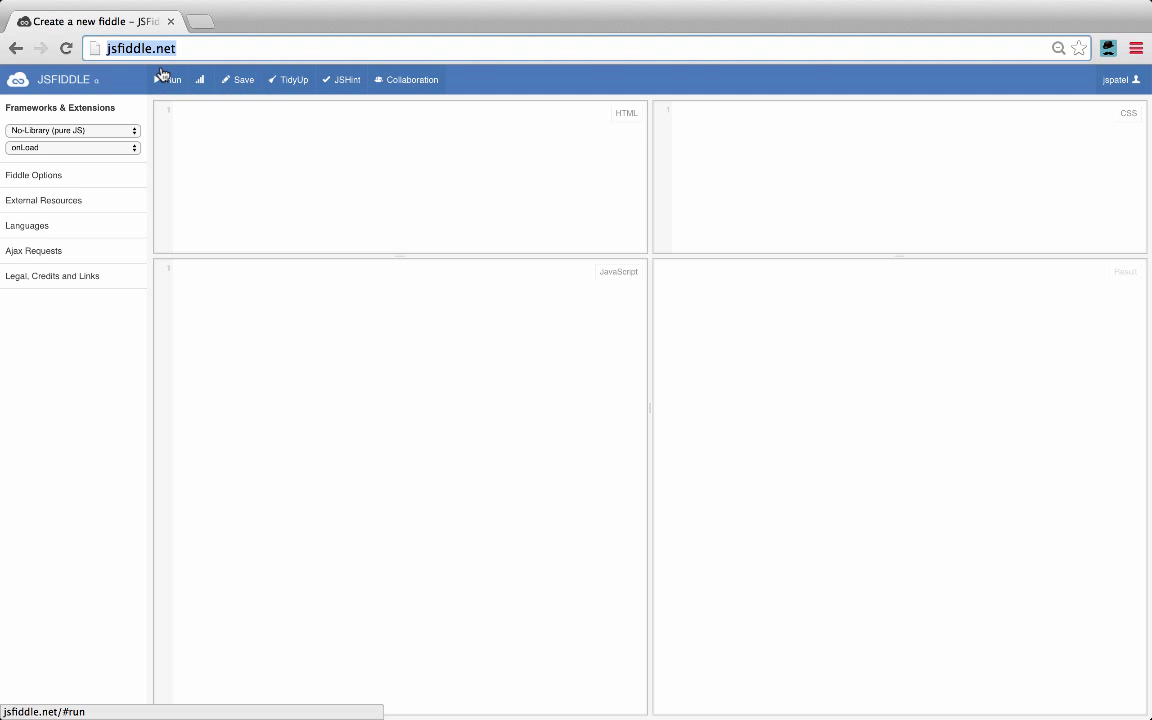 Create a new fiddle – JSFid
jsfiddle.net
JSFIDDLE α
Run
Save
TidyUp
JSHint
Collaboration
jspatel
Frameworks & Extensions
No-Library (pure JS)
onLoad
Fiddle Options
External Resources
Languages
Ajax Requests
Legal, Credits and Links
1
HTML
1
CSS
1
JavaScript
Result
jsfiddle.net/#run